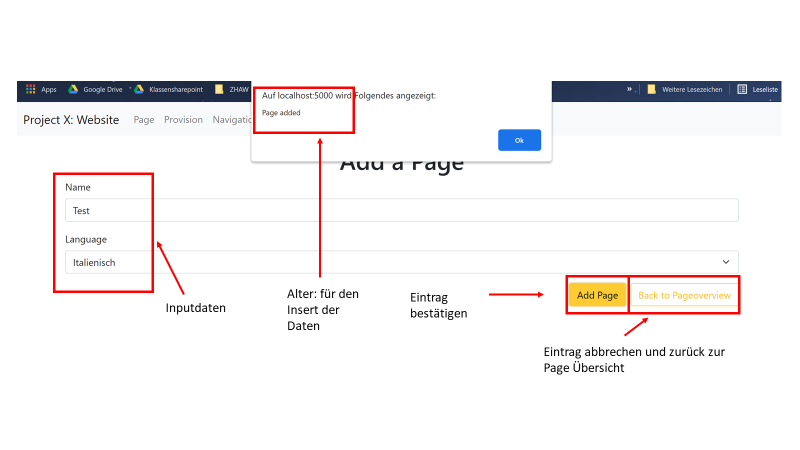 Apps Google Drive Klassensharepoint ZHAW » Weitere Lesezeichen Leseliste
Auf localhost:5000 wird Folgendes angezeigt:
Page added
Ok
Project X: Website Page Provision Navigatio
Add a Page
Name
Test
Language
Italienisch
Add Page Back to Pageoverview
Inputdaten
Alter: für den
Insert der
Daten
Eintrag
bestätigen
Eintrag abbrechen und zurück zur
Page Übersicht